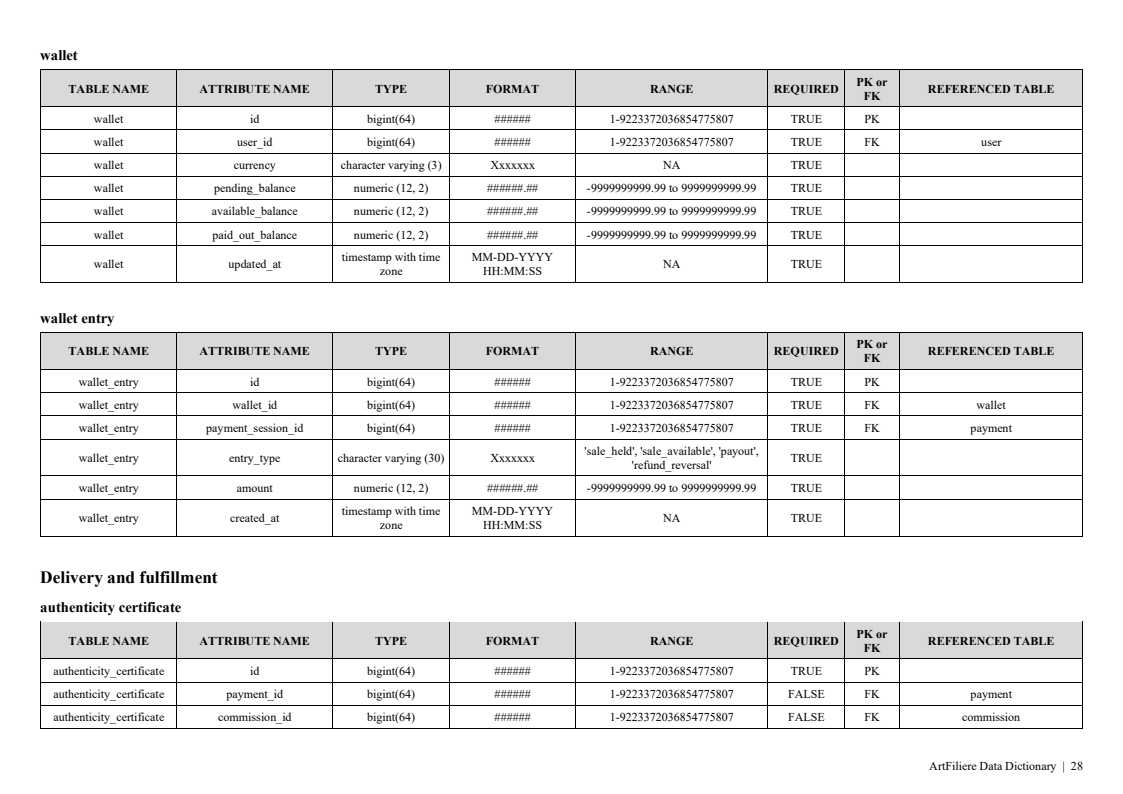 wallet
TABLE NAME ATTRIBUTE NAME TYPE FORMAT RANGE REQUIRED PK or FK REFERENCED TABLE
wallet id bigint(64) ###### 1-9223372036854775807 TRUE PK
wallet user_id bigint(64) ###### 1-9223372036854775807 TRUE FK user
wallet currency character varying (3) Xxxxxxx NA TRUE
wallet pending_balance numeric (12, 2) ######.## -9999999999.99 to 9999999999.99 TRUE
wallet available_balance numeric (12, 2) ######.## -9999999999.99 to 9999999999.99 TRUE
wallet paid_out_balance numeric (12, 2) ######.## -9999999999.99 to 9999999999.99 TRUE
wallet updated_at timestamp with time zone MM-DD-YYYY HH:MM:SS NA TRUE
wallet entry
TABLE NAME ATTRIBUTE NAME TYPE FORMAT RANGE REQUIRED PK or FK REFERENCED TABLE
wallet_entry id bigint(64) ###### 1-9223372036854775807 TRUE PK
wallet_entry wallet_id bigint(64) ###### 1-9223372036854775807 TRUE FK wallet
wallet_entry payment_session_id bigint(64) ###### 1-9223372036854775807 TRUE FK payment
wallet_entry entry_type character varying (30) Xxxxxxx 'sale_held', 'sale_available', 'payout', 'refund_reversal' TRUE
wallet_entry amount numeric (12, 2) ######.## -9999999999.99 to 9999999999.99 TRUE
wallet_entry created_at timestamp with time zone MM-DD-YYYY HH:MM:SS NA TRUE
Delivery and fulfillment
authenticity certificate
TABLE NAME ATTRIBUTE NAME TYPE FORMAT RANGE REQUIRED PK or FK REFERENCED TABLE
authenticity_certificate id bigint(64) ###### 1-9223372036854775807 TRUE PK
authenticity_certificate payment_id bigint(64) ###### 1-9223372036854775807 FALSE FK payment
authenticity_certificate commission_id bigint(64) ###### 1-9223372036854775807 FALSE FK commission
ArtFiliere Data Dictionary | 28